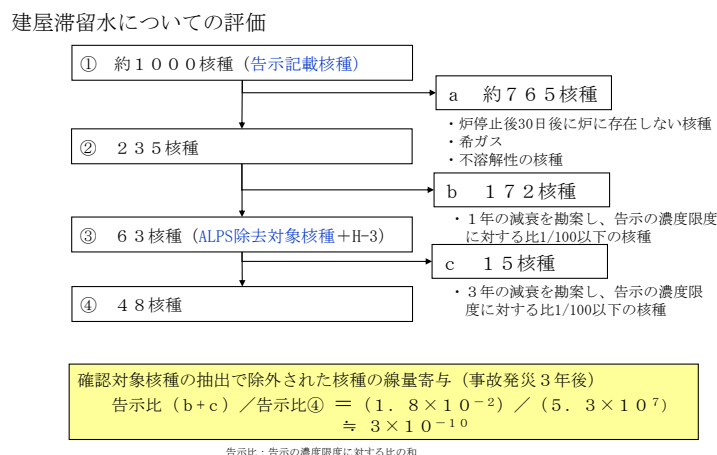 建屋滞留水についての評価
① 約１０００核種（告示記載核種）
a 約７６５核種
・炉停止後30日後に炉に存在しない核種
・希ガス
・不溶解性の核種
② ２３５核種
b １７２核種
・１年の減衰を勘案し、告示の濃度限度
に対する比1/100以下の核種
③ ６３核種（ALPS除去対象核種＋H-3）
c １５核種
・３年の減衰を勘案し、告示の濃度限
度に対する比1/100以下の核種
④ ４８核種
確認対象核種の抽出で除外された核種の線量寄与（事故発災３年後）
告示比（b+c）／告示比④ ＝（１．８×１０⁻²）／（５．３×１０⁷）
≒ ３×１０⁻¹⁰
告示比：告示の濃度限度に対する比の和